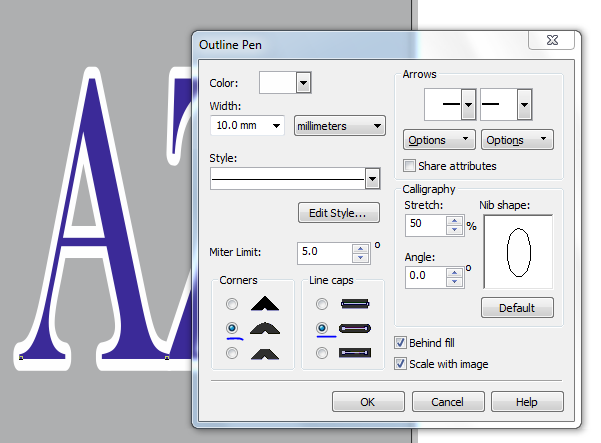 A
Outline Pen
Color:
Width:
10.0 mm
millimeters
Style:
Edit Style...
Miter Limit:
5.0
o
Corners
Line caps
Arrows
Options
Options
Share attributes
Calligraphy
Stretch:
Nib shape:
50
%
Angle:
0.0
o
Default
Behind fill
Scale with image
OK
Cancel
Help